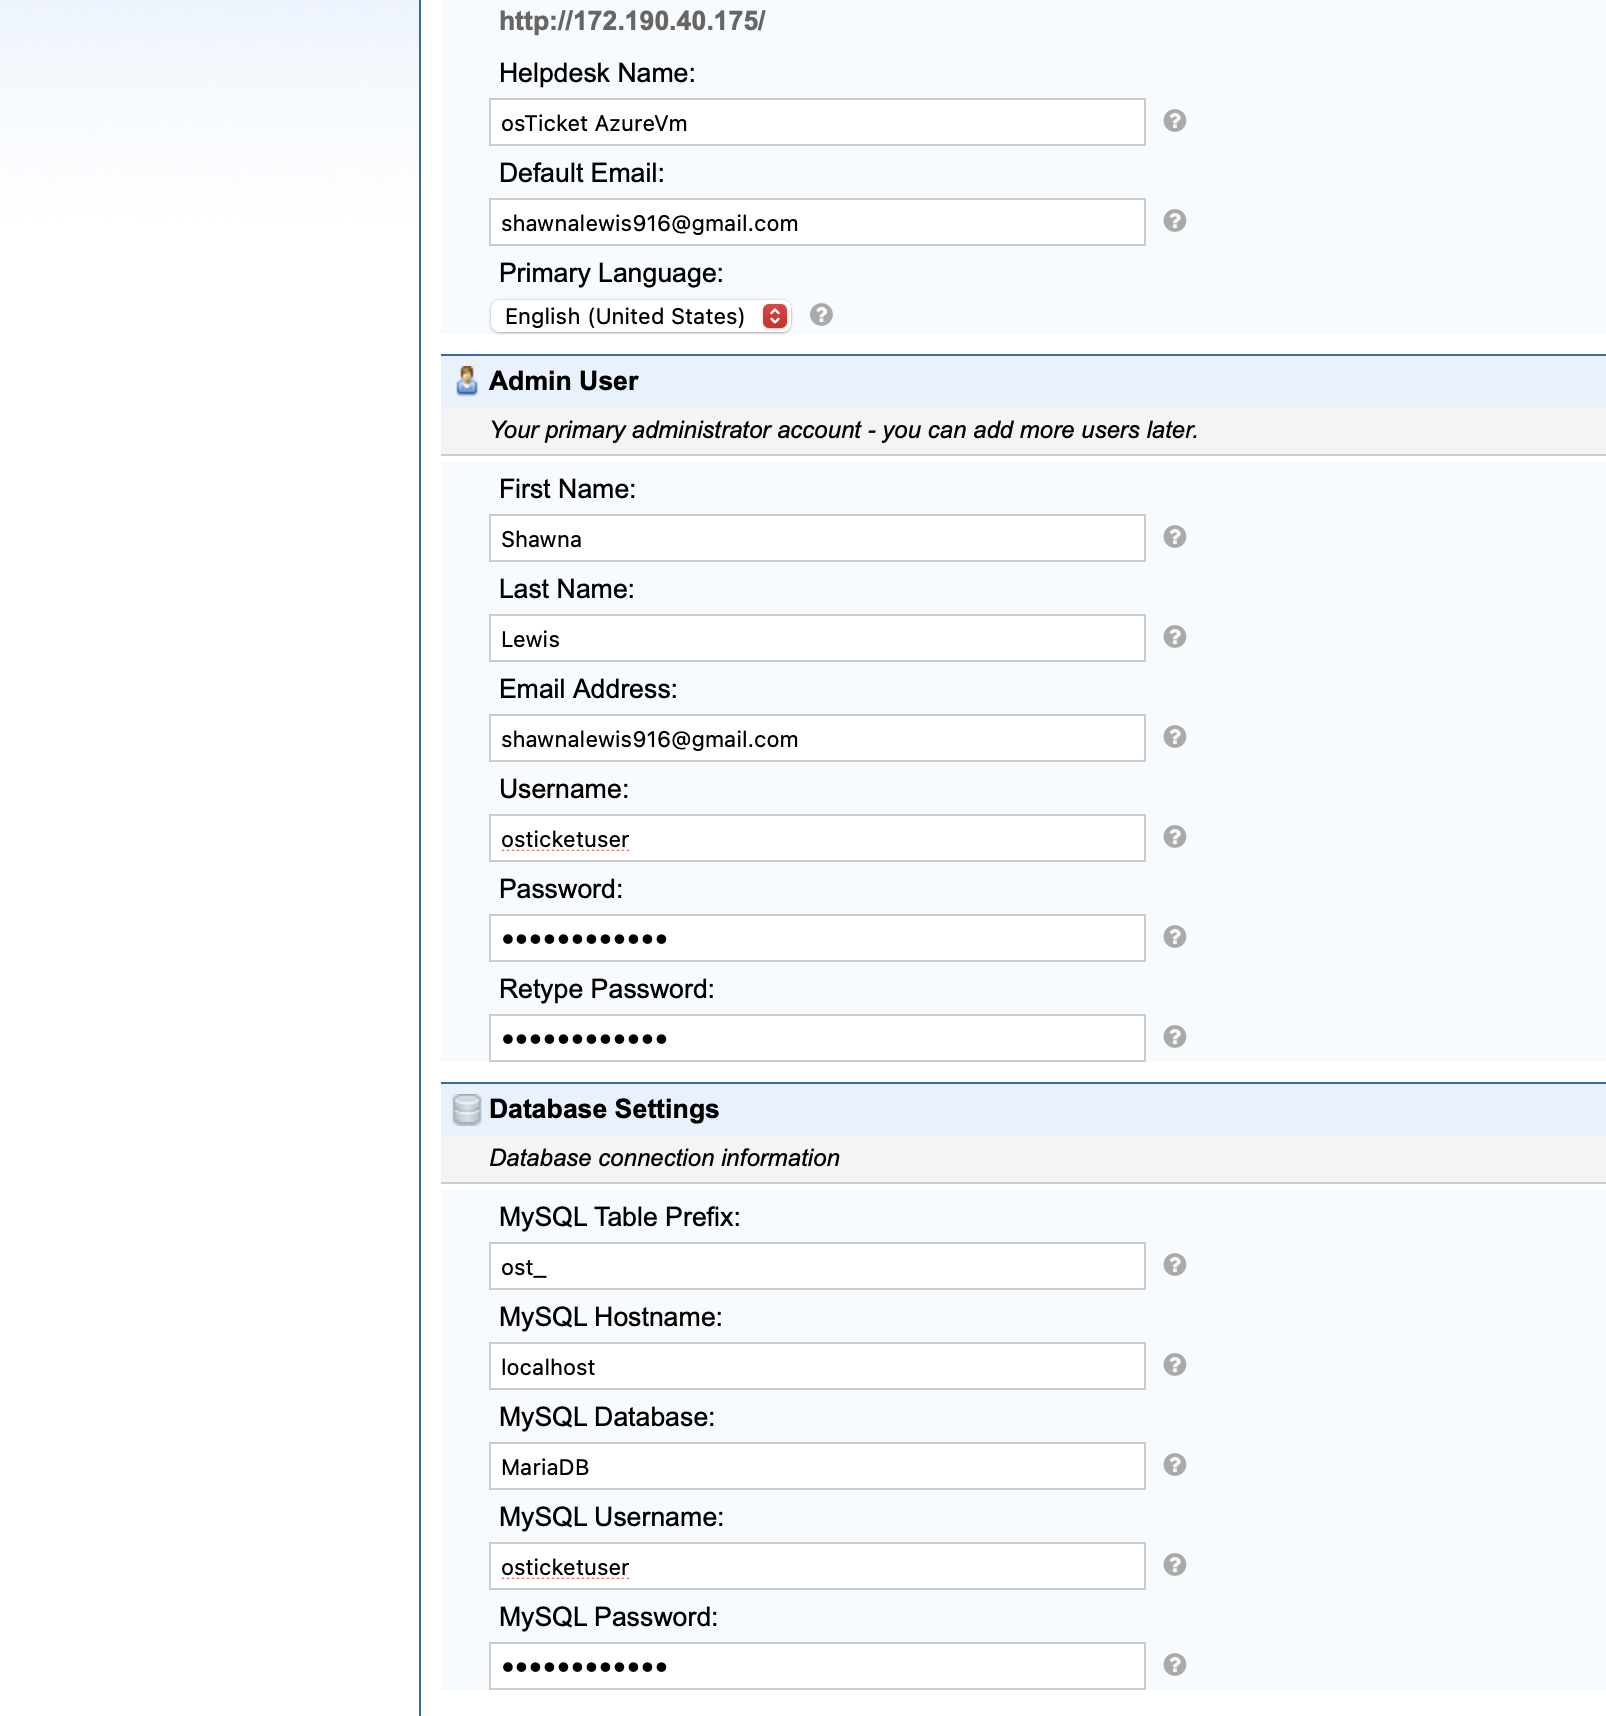 http://172.190.40.175/
Helpdesk Name:
osTicket AzureVm
Default Email:
shawnalewis916@gmail.com
Primary Language:
English (United States)
Admin User
Your primary administrator account - you can add more users later.
First Name:
Shawna
Last Name:
Lewis
Email Address:
shawnalewis916@gmail.com
Username:
osticketuser
Password:
••••••••••••
Retype Password:
••••••••••••
Database Settings
Database connection information
MySQL Table Prefix:
ost_
MySQL Hostname:
localhost
MySQL Database:
MariaDB
MySQL Username:
osticketuser
MySQL Password:
••••••••••••